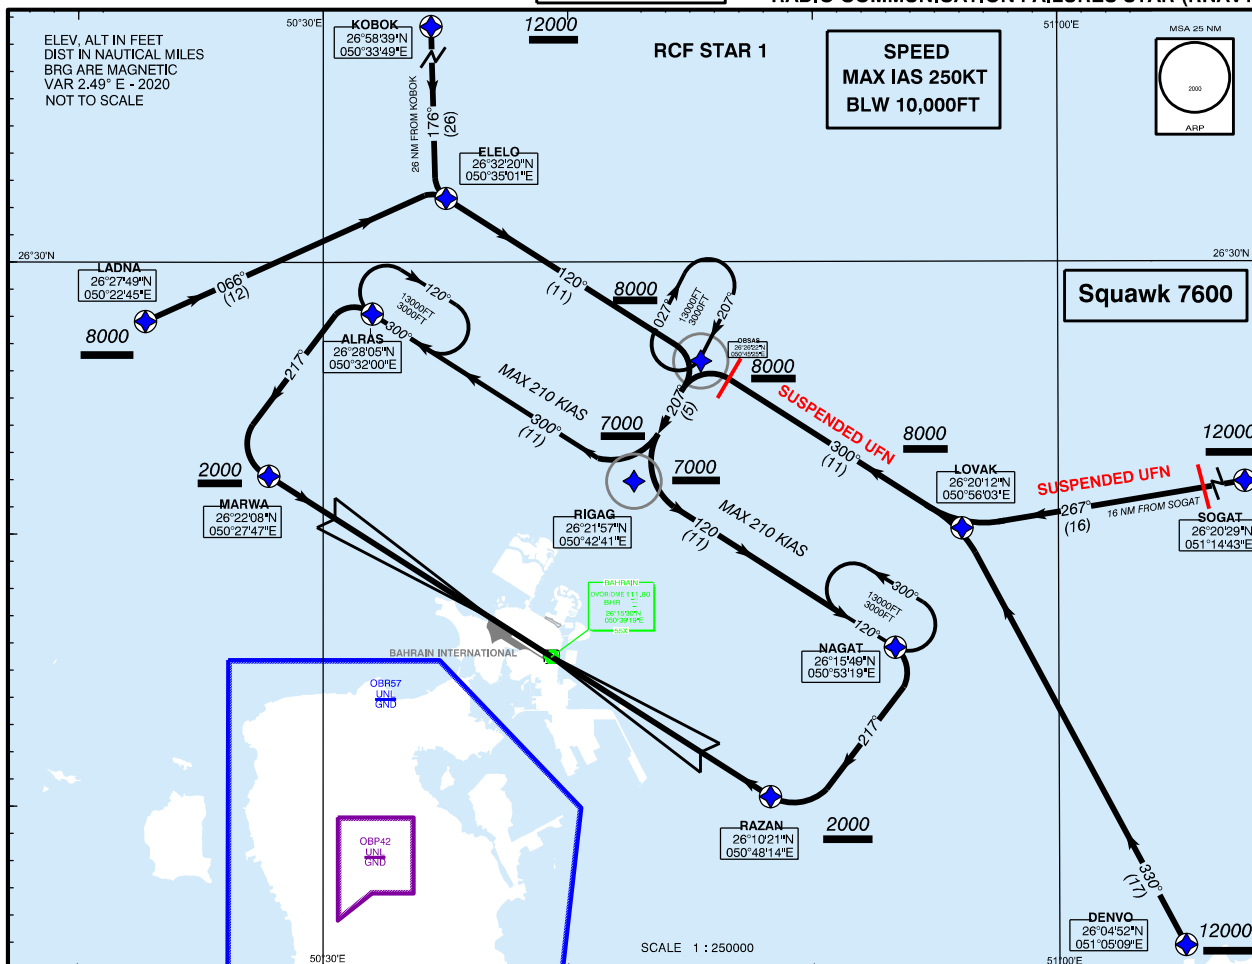 RADIO COMMUNICATION FAILURES STAR (RNAV
50°30'E
51°00'E
ELEV, ALT IN FEET
DIST IN NAUTICAL MILES
BRG ARE MAGNETIC
VAR 2.49° E - 2020
NOT TO SCALE
KOBOK
26°58'39"N
050°33'49"E
12000
RCF STAR 1
SPEED
MAX IAS 250KT
BLW 10,000FT
MSA 25 NM
2000
ARP
26 NM FROM KOBOK
176°
(26)
ELELO
26°32'20"N
050°35'01"E
26°30'N
26°30'N
LADNA
26°27'49"N
050°22'45"E
066°
(12)
8000
120°
(11)
8000
Squawk 7600
120°
13000FT
3000FT
300°
ALRAS
26°28'05"N
050°32'00"E
027°
13000FT
3000FT
207°
OBSAS
8000
217°
MAX 210 KIAS
300°
(11)
207°
(5)
7000
SUSPENDED UFN
300°
(11)
8000
12000
2000
MARWA
26°22'08"N
050°27'47"E
7000
RIGAG
26°21'57"N
050°42'41"E
LOVAK
26°20'12"N
050°56'03"E
SUSPENDED UFN
267°
(16)
16 NM FROM SOGAT
SOGAT
26°20'29"N
051°14'43"E
120
(11)
MAX 210 KIAS
BAHRAIN
DVOR/DME 111.80
BHR
55X
300°
13000FT
3000FT
120°
NAGAT
26°15'49"N
050°53'19"E
BAHRAIN INTERNATIONAL
OBR57
UNL
GND
217°
RAZAN
26°10'21"N
050°48'14"E
2000
OBP42
UNL
GND
330°
(17)
DENVO
26°04'52"N
051°05'09"E
12000
SCALE 1 : 250000
50°30'E
51°00'E